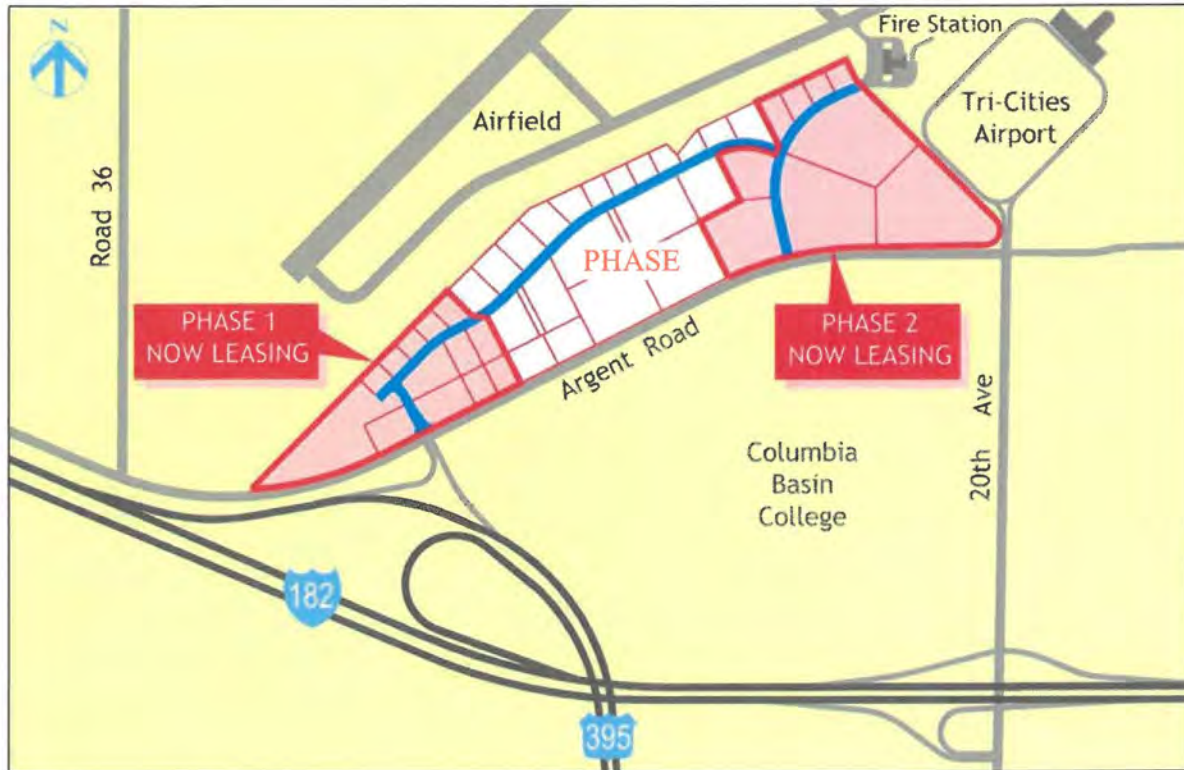 N
Fire Station
Tri-Cities
Airport
Airfield
Road 36
PHASE
PHASE 1
NOW LEASING
PHASE 2
NOW LEASING
Argent Road
20th Ave
Columbia
Basin
College
182
395